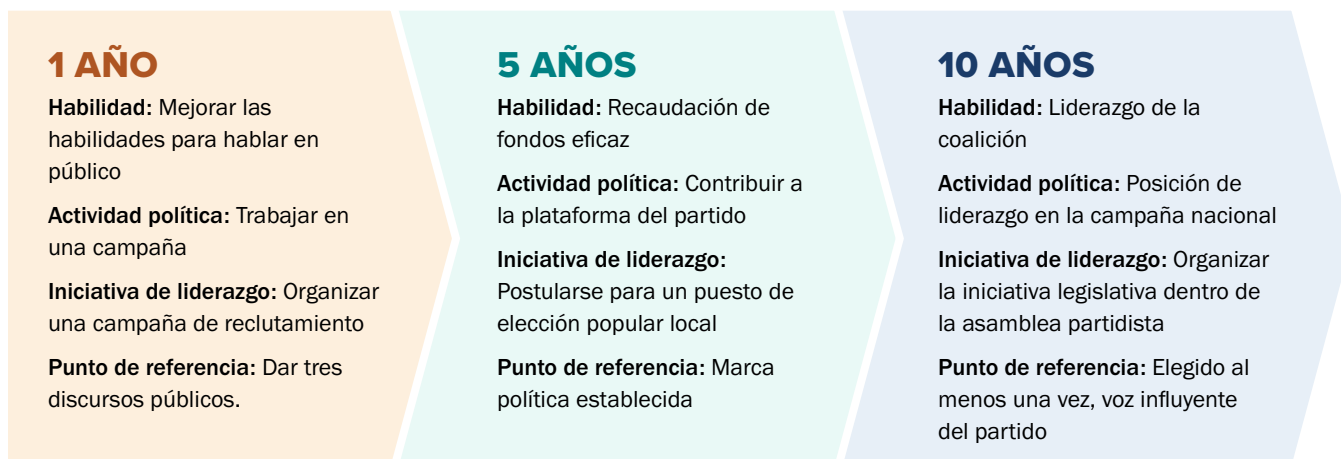 1 AÑO
Habilidad: Mejorar las
habilidades para hablar en
público
Actividad política: Trabajar en
una campaña
Iniciativa de liderazgo: Organizar
una campaña de reclutamiento
Punto de referencia: Dar tres
discursos públicos.
5 AÑOS
Habilidad: Recaudación de
fondos eficaz
Actividad política: Contribuir a
la plataforma del partido
Iniciativa de liderazgo:
Postularse para un puesto de
elección popular local
Punto de referencia: Marca
política establecida
10 AÑOS
Habilidad: Liderazgo de la
coalición
Actividad política: Posición de
liderazgo en la campaña nacional
Iniciativa de liderazgo: Organizar
la iniciativa legislativa dentro de
la asamblea partidista
Punto de referencia: Elegido al
menos una vez, voz influyente
del partido